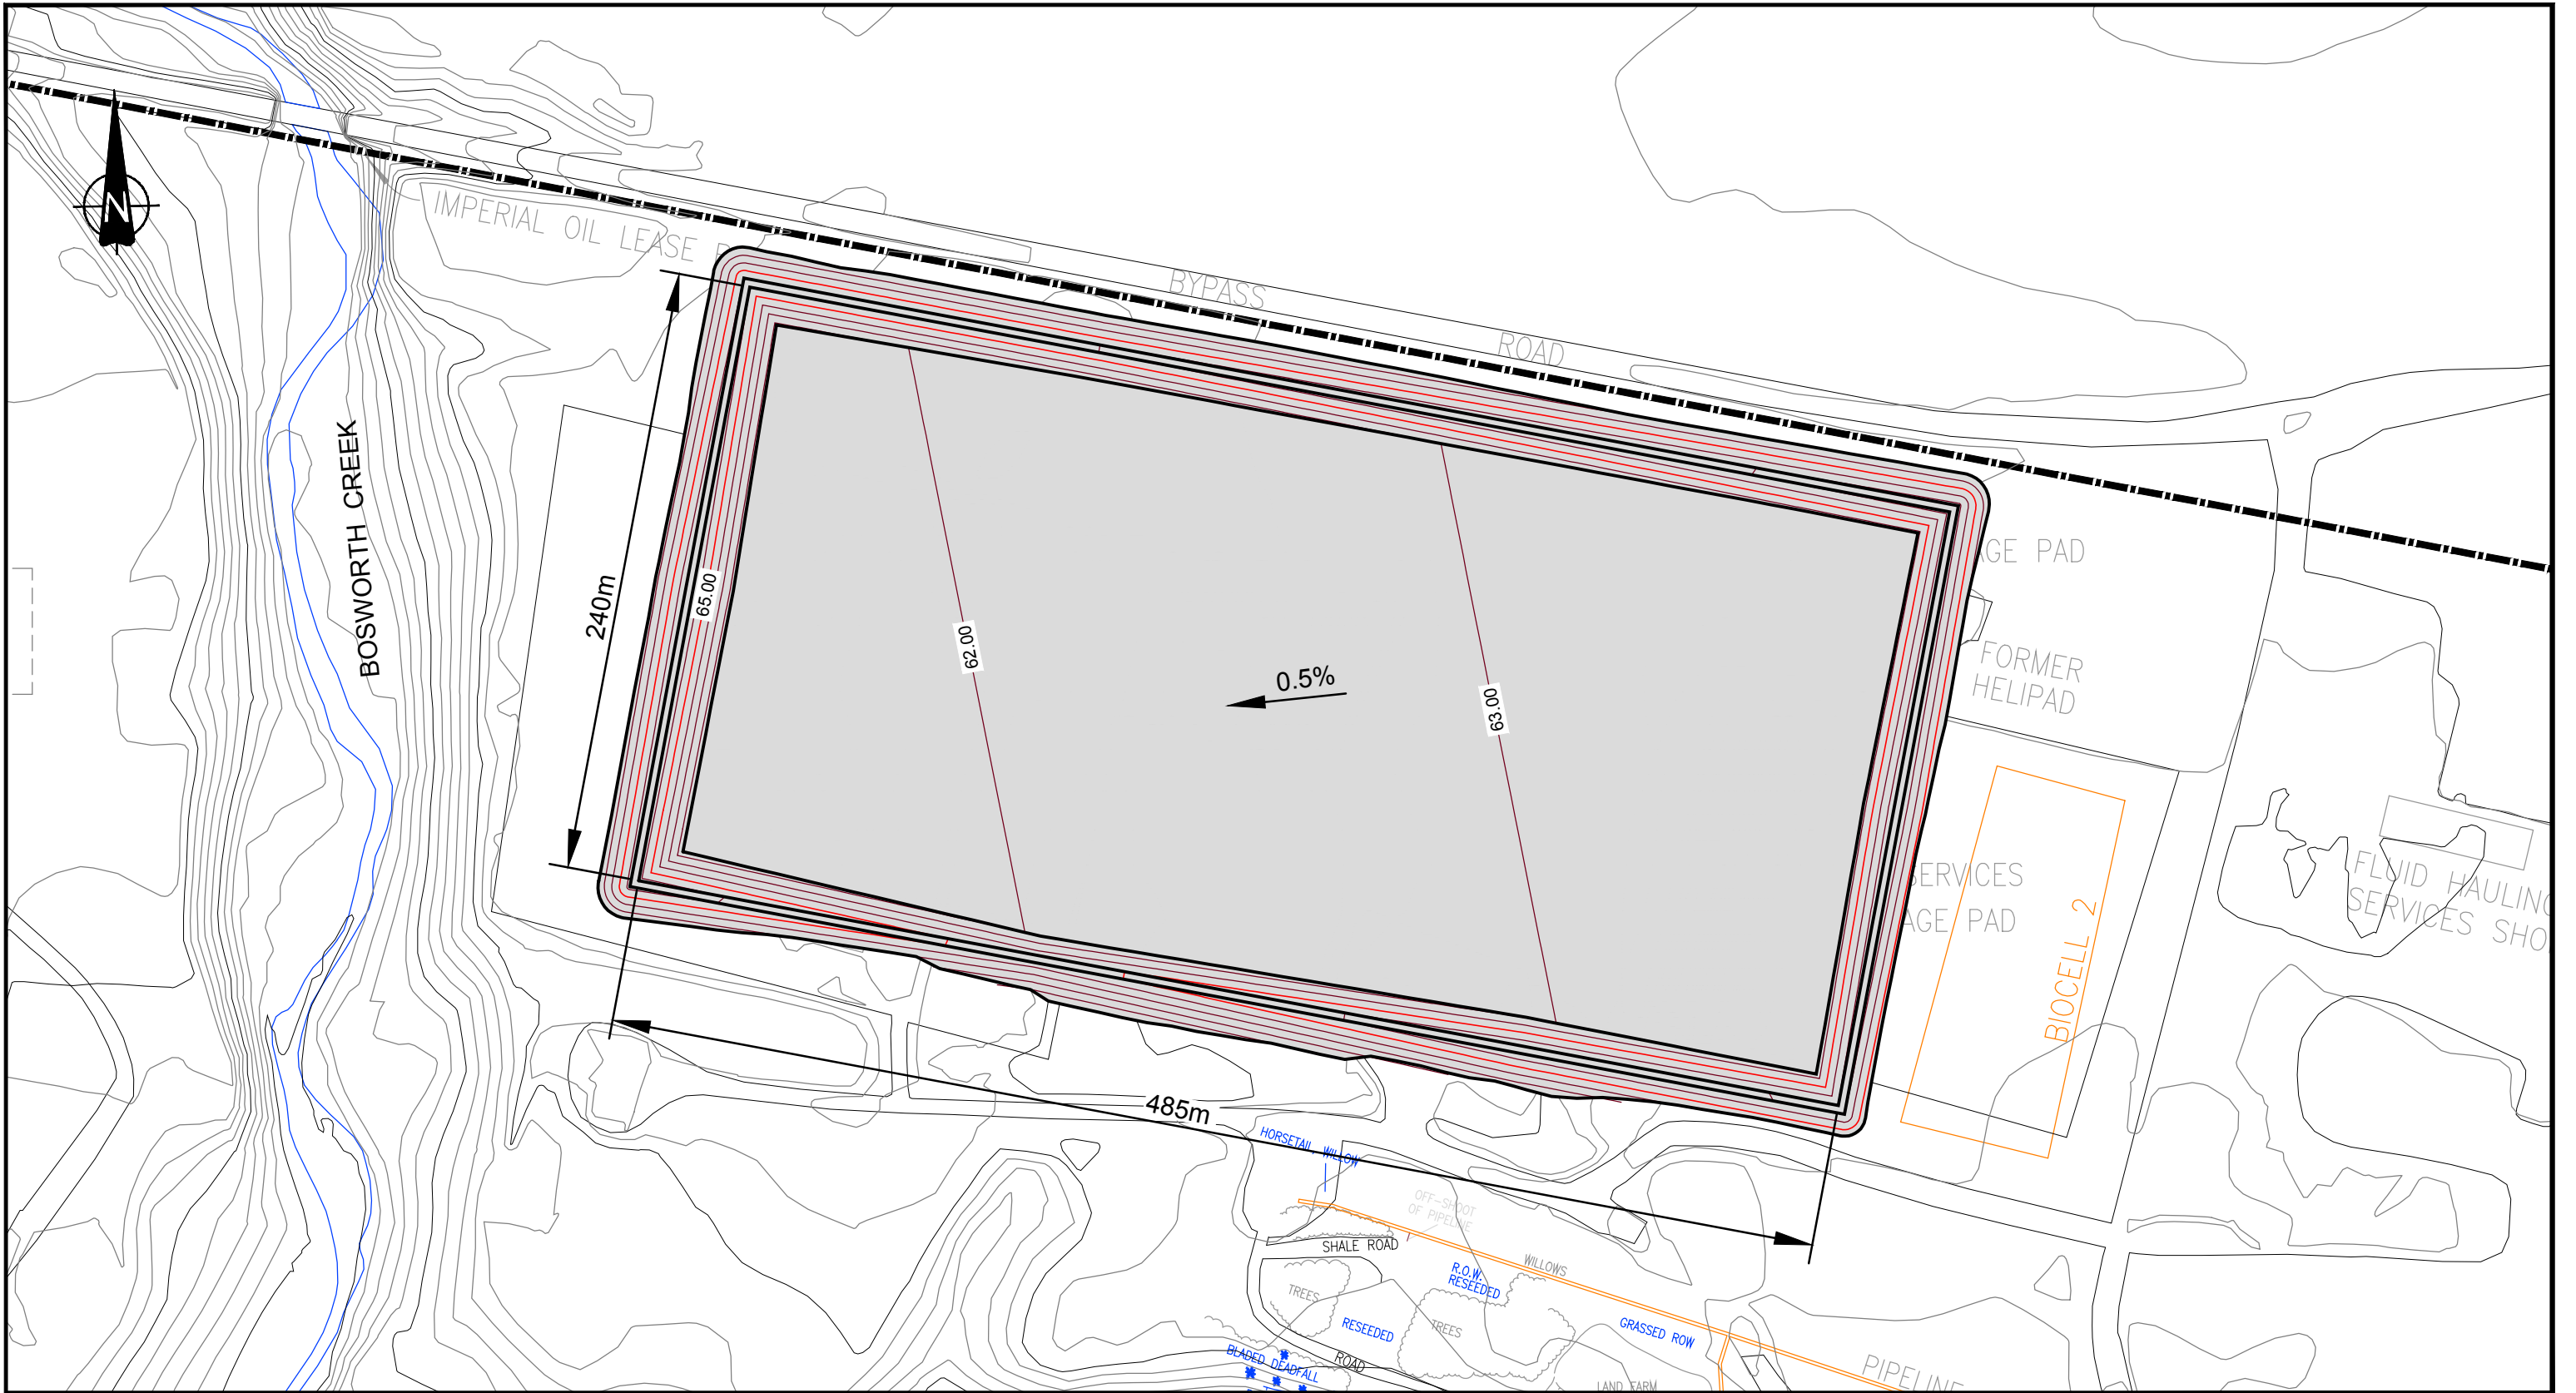 N
IMPERIAL OIL LEASE
BYPASS
ROAD
BOSWORTH CREEK
240m
65.00
62.00
0.5%
63.00
AGE PAD
FORMER
HELIPAD
SERVICES
AGE PAD
BIOCELL 2
FLUID HAULING
SERVICES SHO
485m
HORSETAIL, WILLOW
OFF-SHOOT
OF PIPELINE
SHALE ROAD
WILLOWS
R.O.W.
RESEEDED
TREES
RESEEDED
TREES
GRASSED ROW
ROAD
BLADED DEADFALL
LAND FARM
PIPELINE